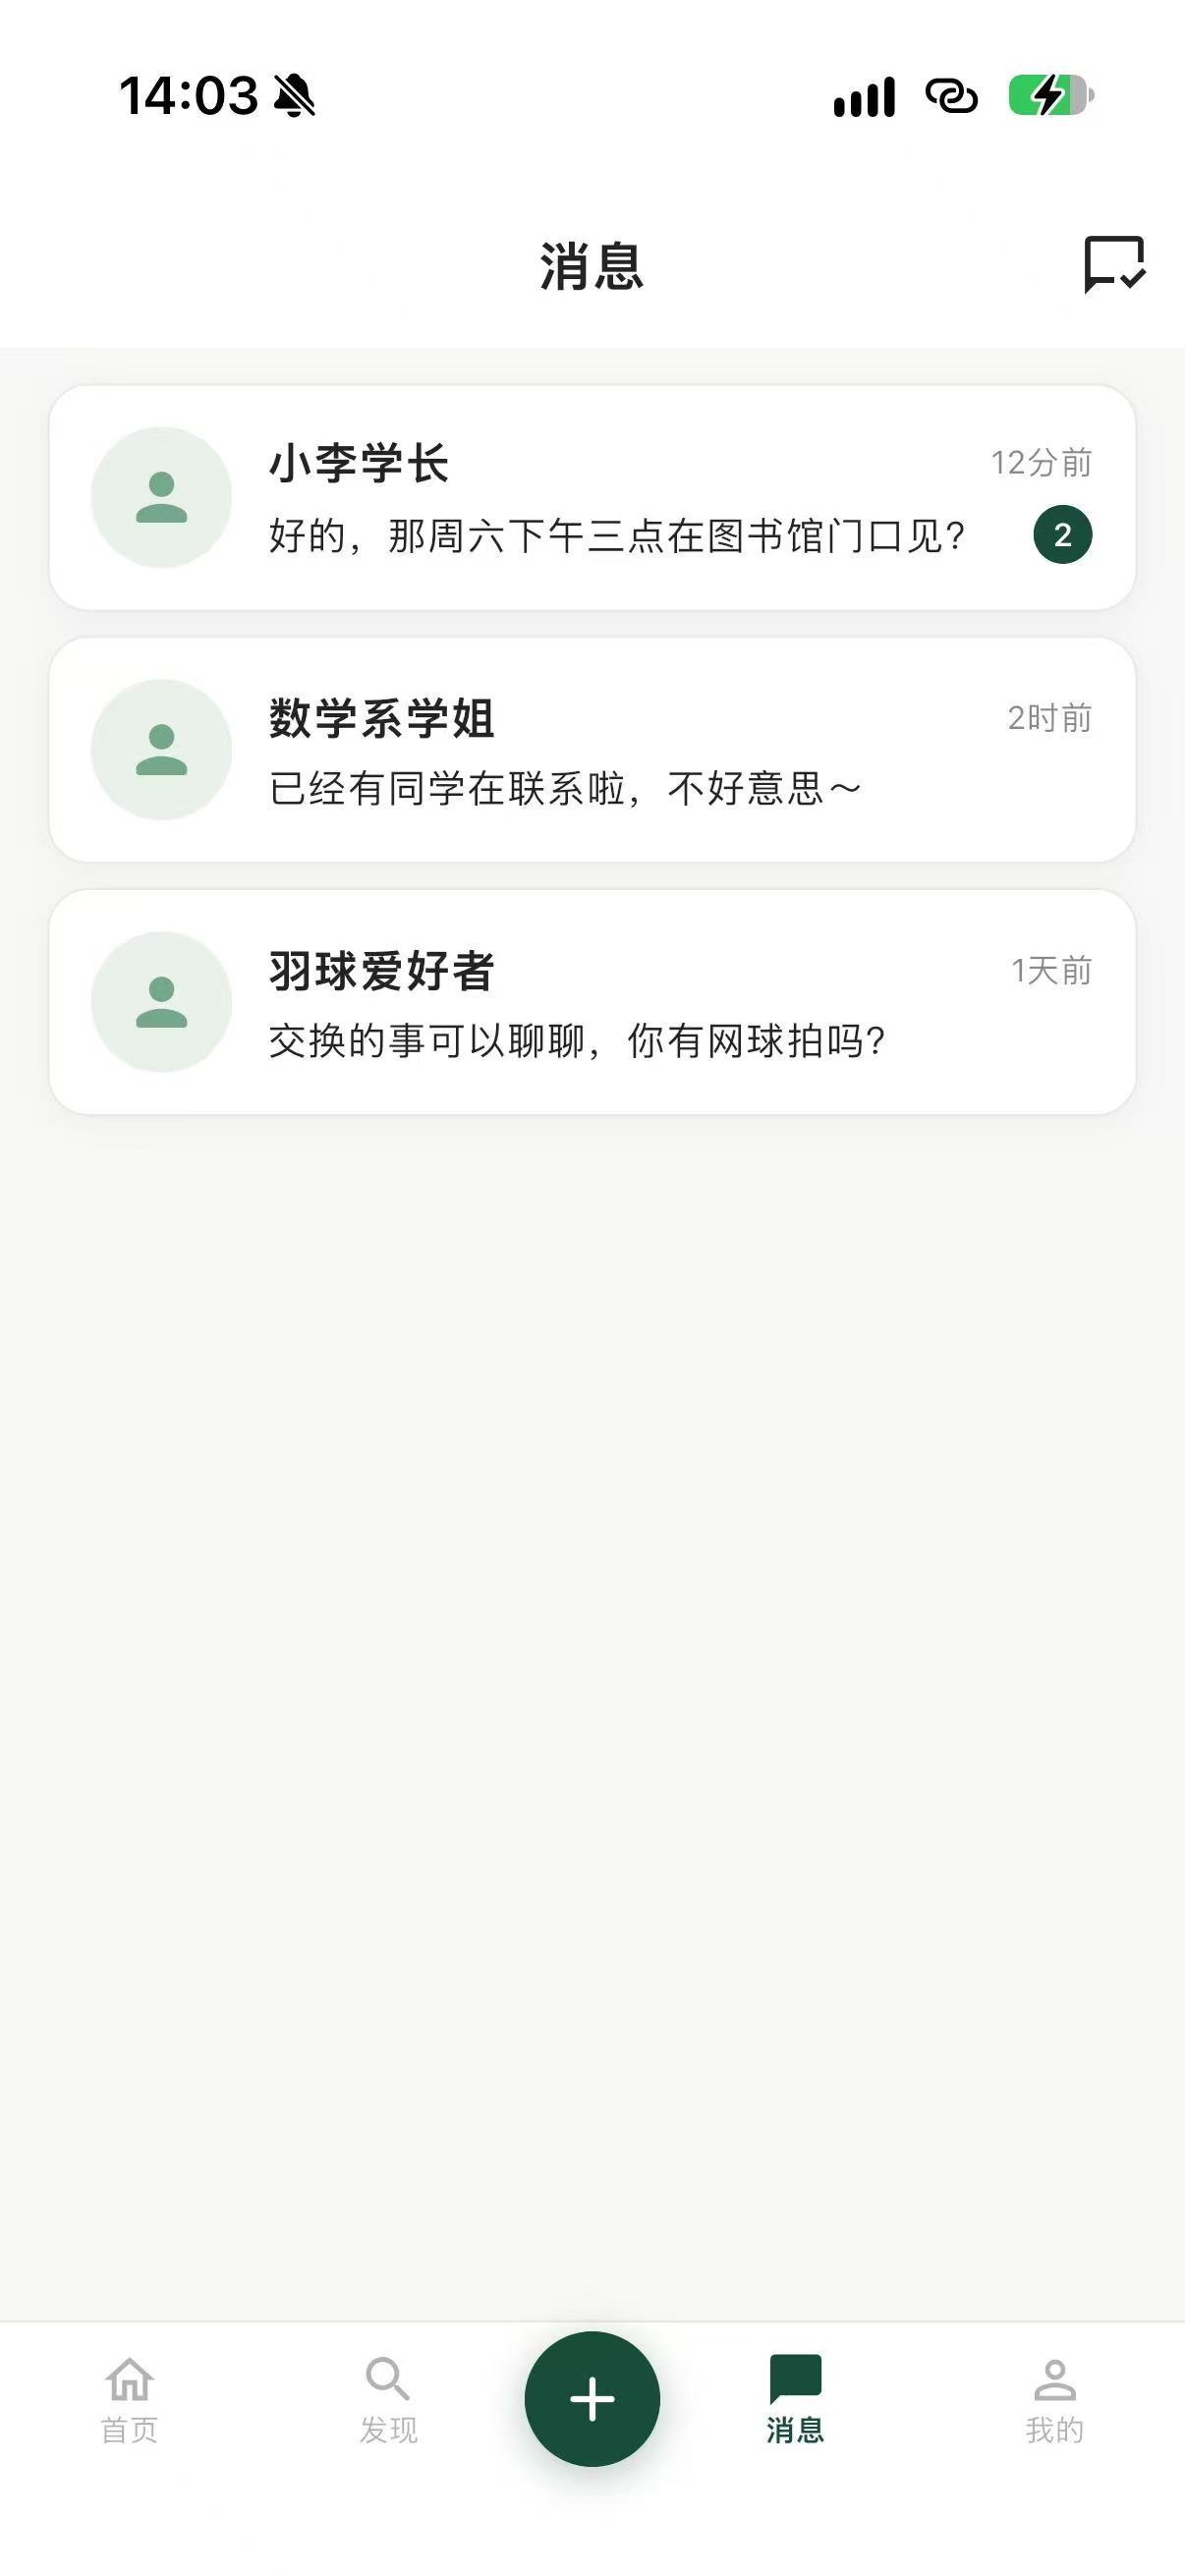 14:03
消息
小李学长
12分前
好的，那周六下午三点在图书馆门口见？
2
数学系学姐
2时前
已经有同学在联系啦，不好意思～
羽球爱好者
1天前
交换的事可以聊聊，你有网球拍吗？
首页
发现
消息
我的